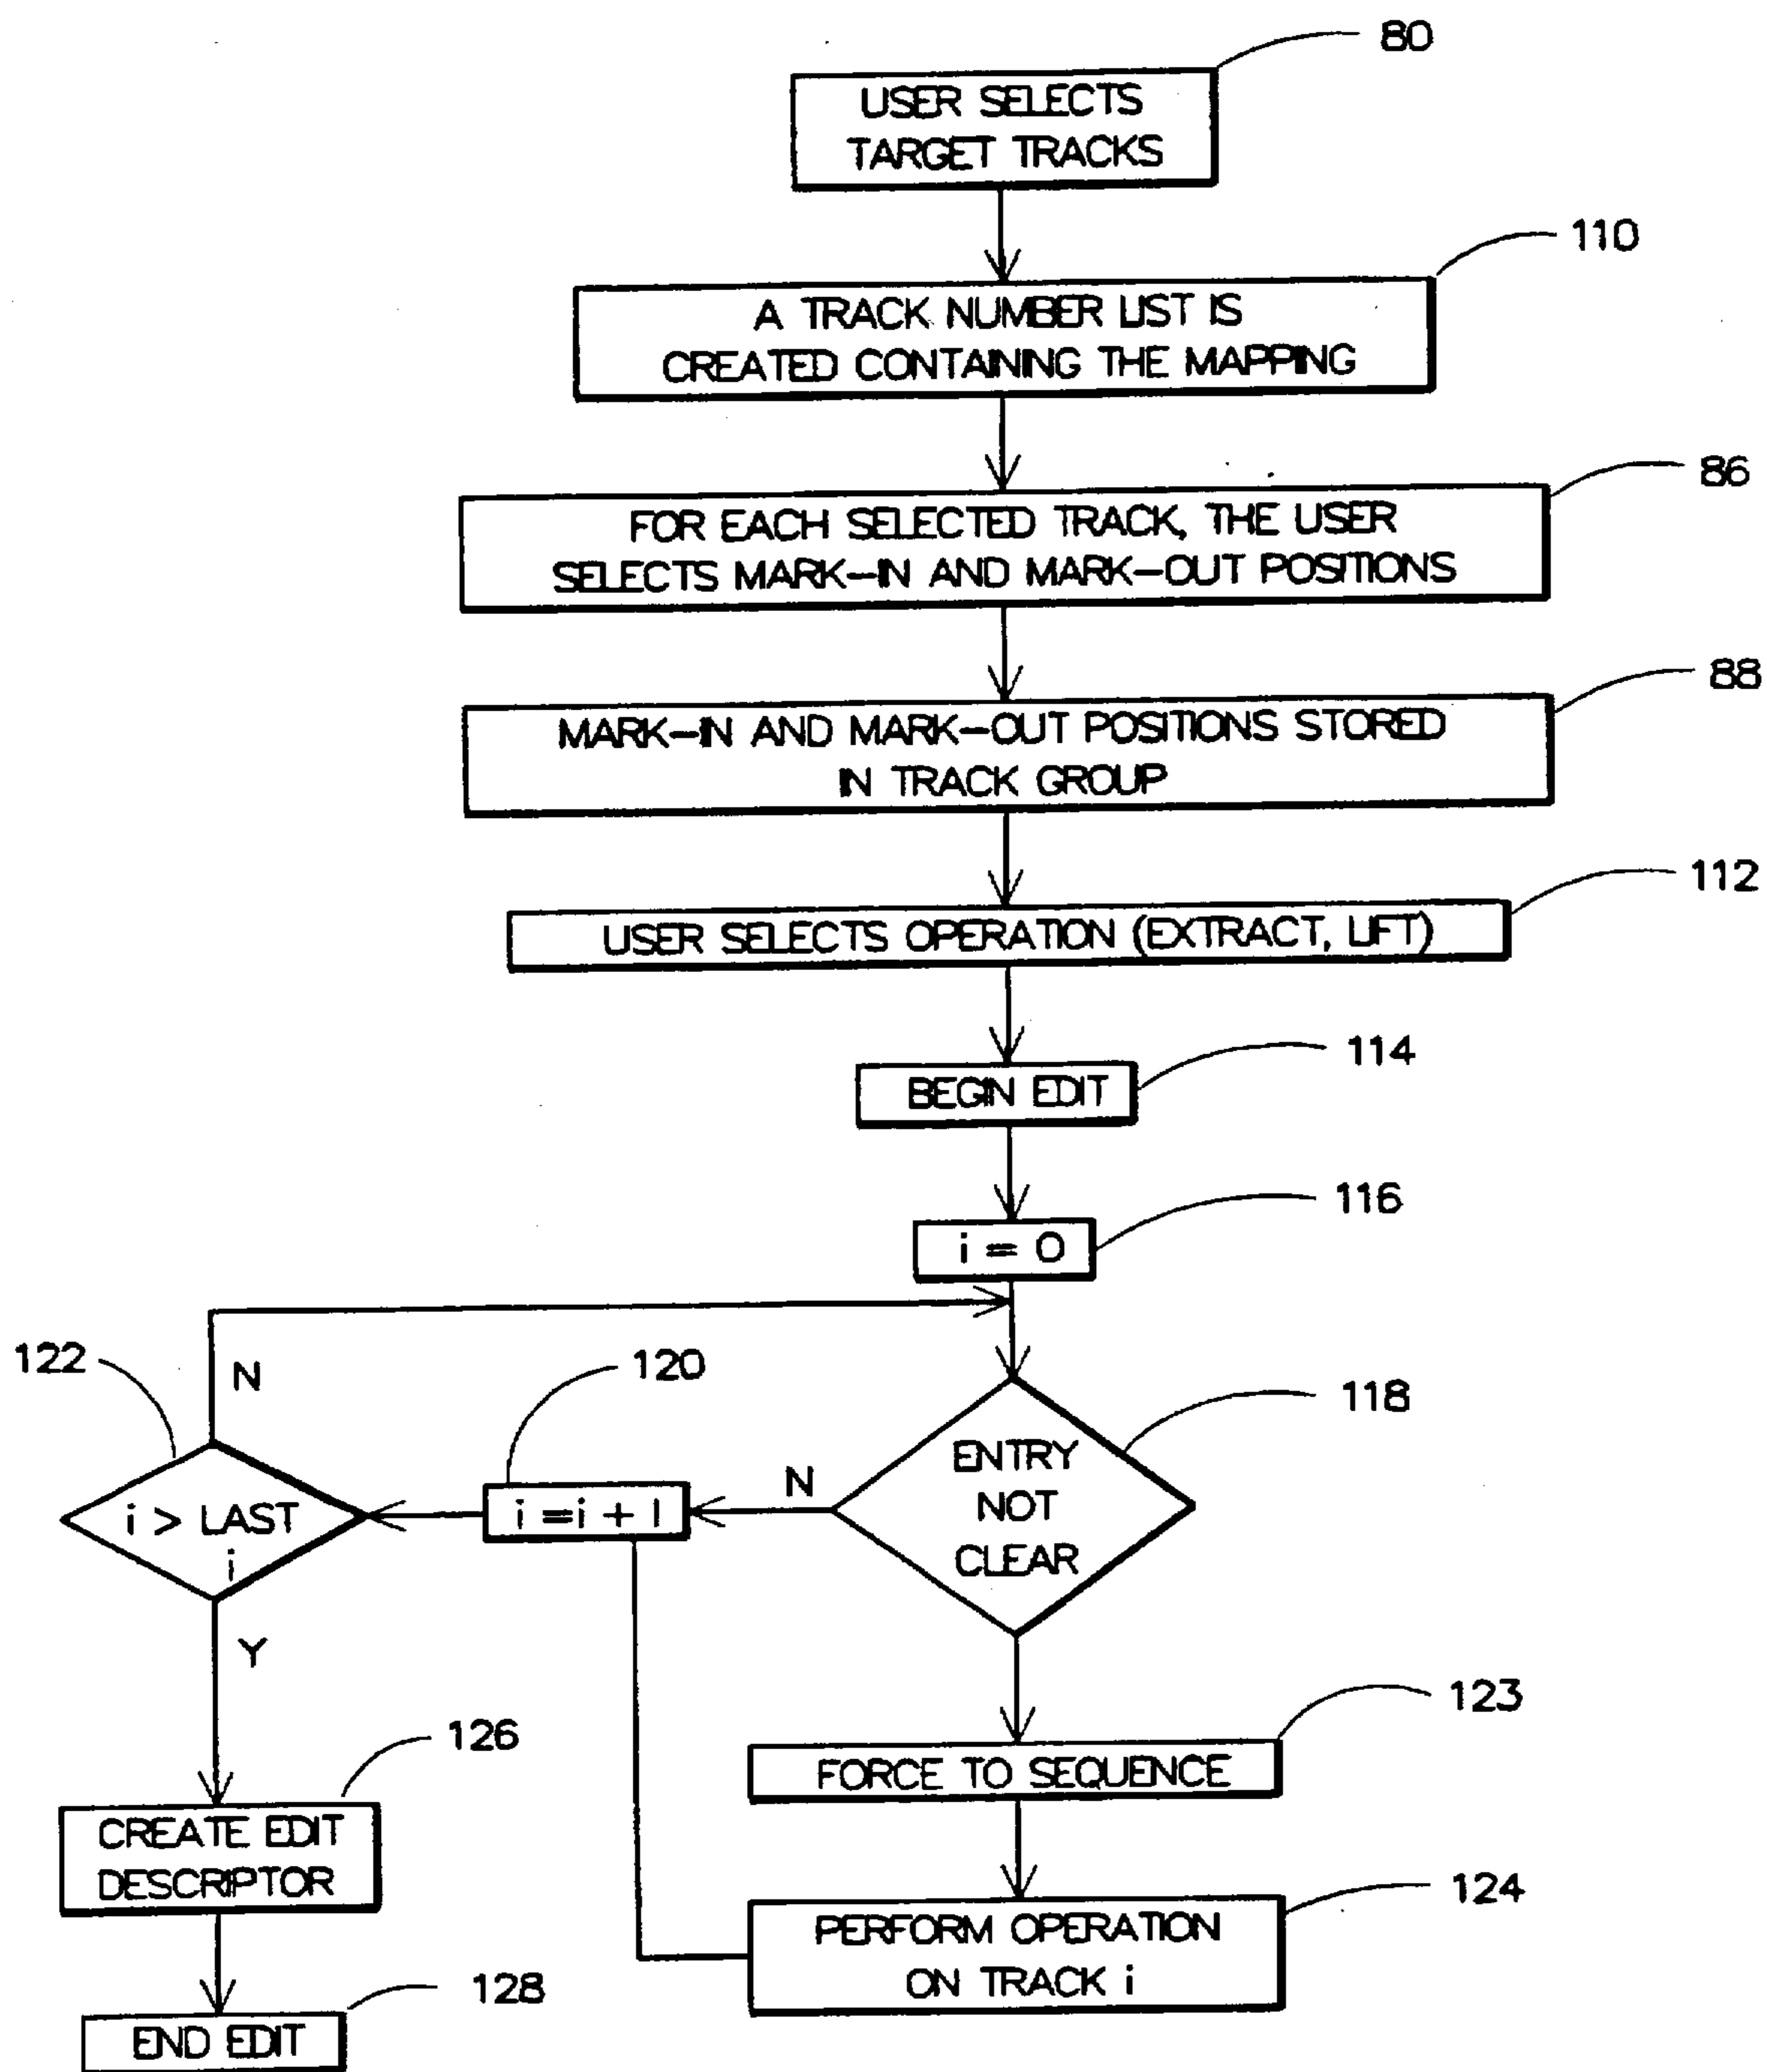 80
USER SELECTS
TARGET TRACKS
110
A TRACK NUMBER LIST IS
CREATED CONTAINING THE MAPPING
86
FOR EACH SELECTED TRACK, THE USER
SELECTS MARK-IN AND MARK-OUT POSITIONS
88
MARK-IN AND MARK-OUT POSITIONS STORED
IN TRACK GROUP
112
USER SELECTS OPERATION (EXTRACT, LIFT)
114
BEGIN EDIT
116
i = 0
122
N
120
118
ENTRY
NOT
CLEAR
N
i = i + 1
i > LAST
i
Y
123
FORCE TO SEQUENCE
126
CREATE EDIT
DESCRIPTOR
124
PERFORM OPERATION
ON TRACK i
128
END EDIT